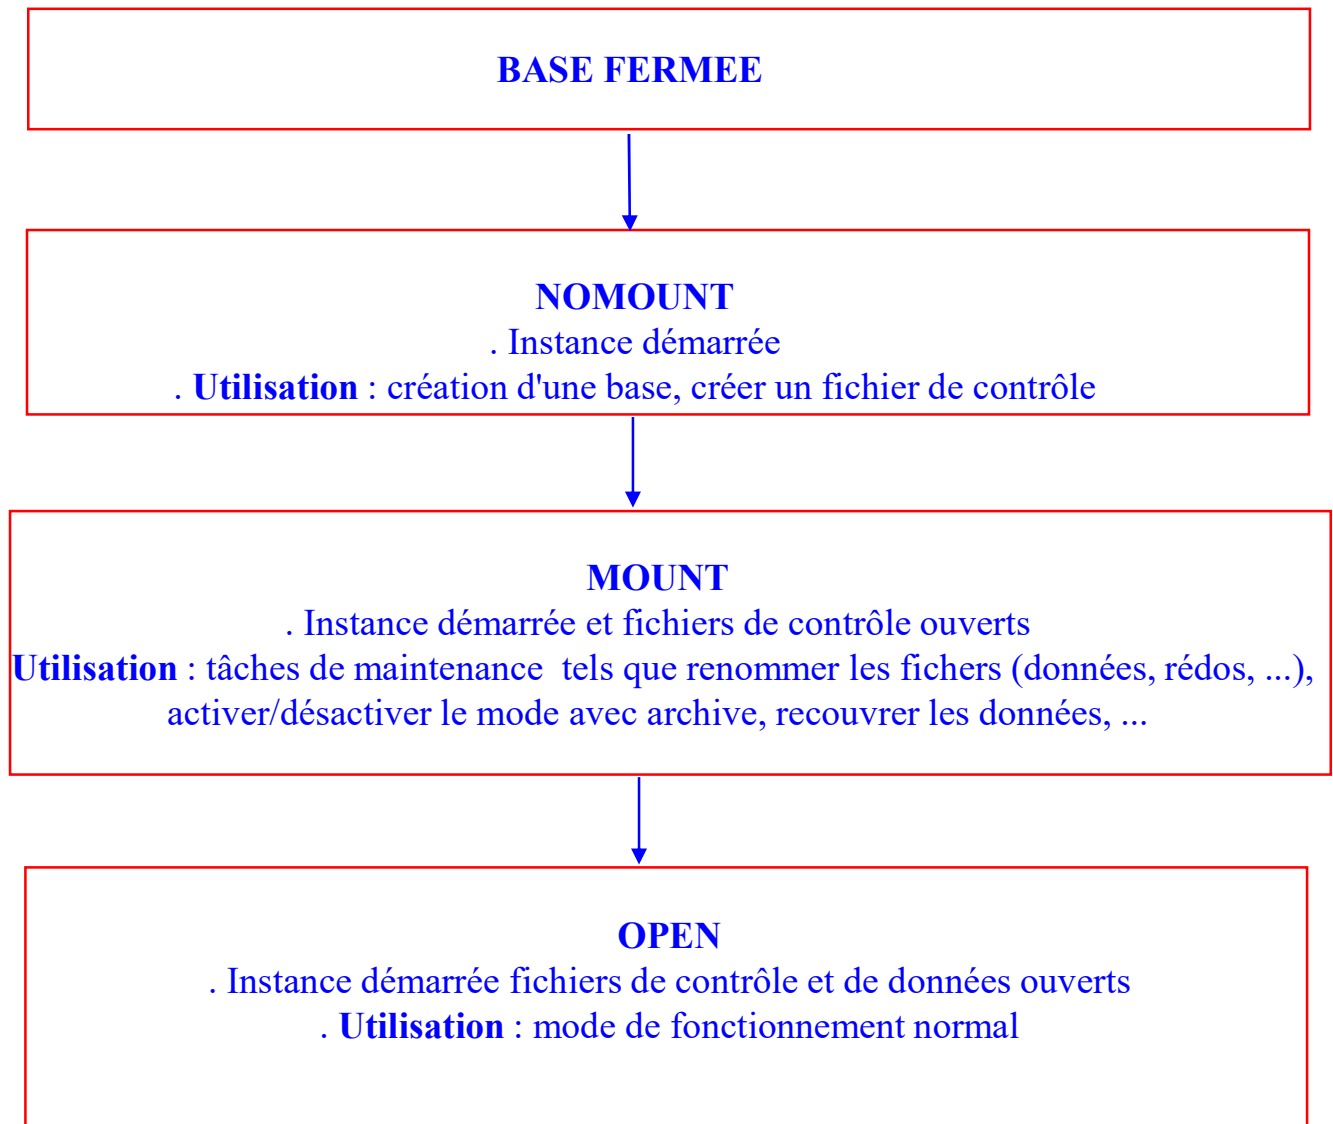 BASE FERMEE
NOMOUNT
. Instance démarrée
. Utilisation : création d'une base, créer un fichier de contrôle
MOUNT
. Instance démarrée et fichiers de contrôle ouverts
Utilisation : tâches de maintenance  tels que renommer les fichers (données, rédos, ...),
activer/désactiver le mode avec archive, recouvrer les données, ...
OPEN
. Instance démarrée fichiers de contrôle et de données ouverts
. Utilisation : mode de fonctionnement normal